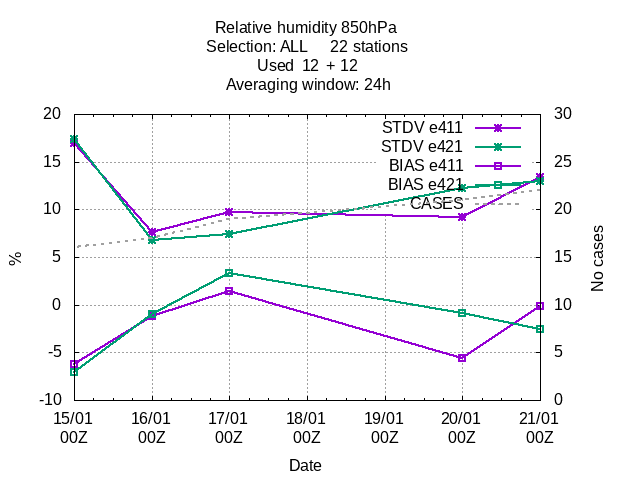 Relative humidity 850hPa
Selection: ALL 22 stations
Used 12 + 12
Averaging window: 24h
20 30
STDV e411
STDV e421
15 25
BIAS e411
BIAS e421
CASES
10 20
5 15
%
No cases
0 10
-5 5
-10 0
15/01 16/01 17/01 18/01 19/01 20/01 21/01
00Z 00Z 00Z 00Z 00Z 00Z 00Z
Date